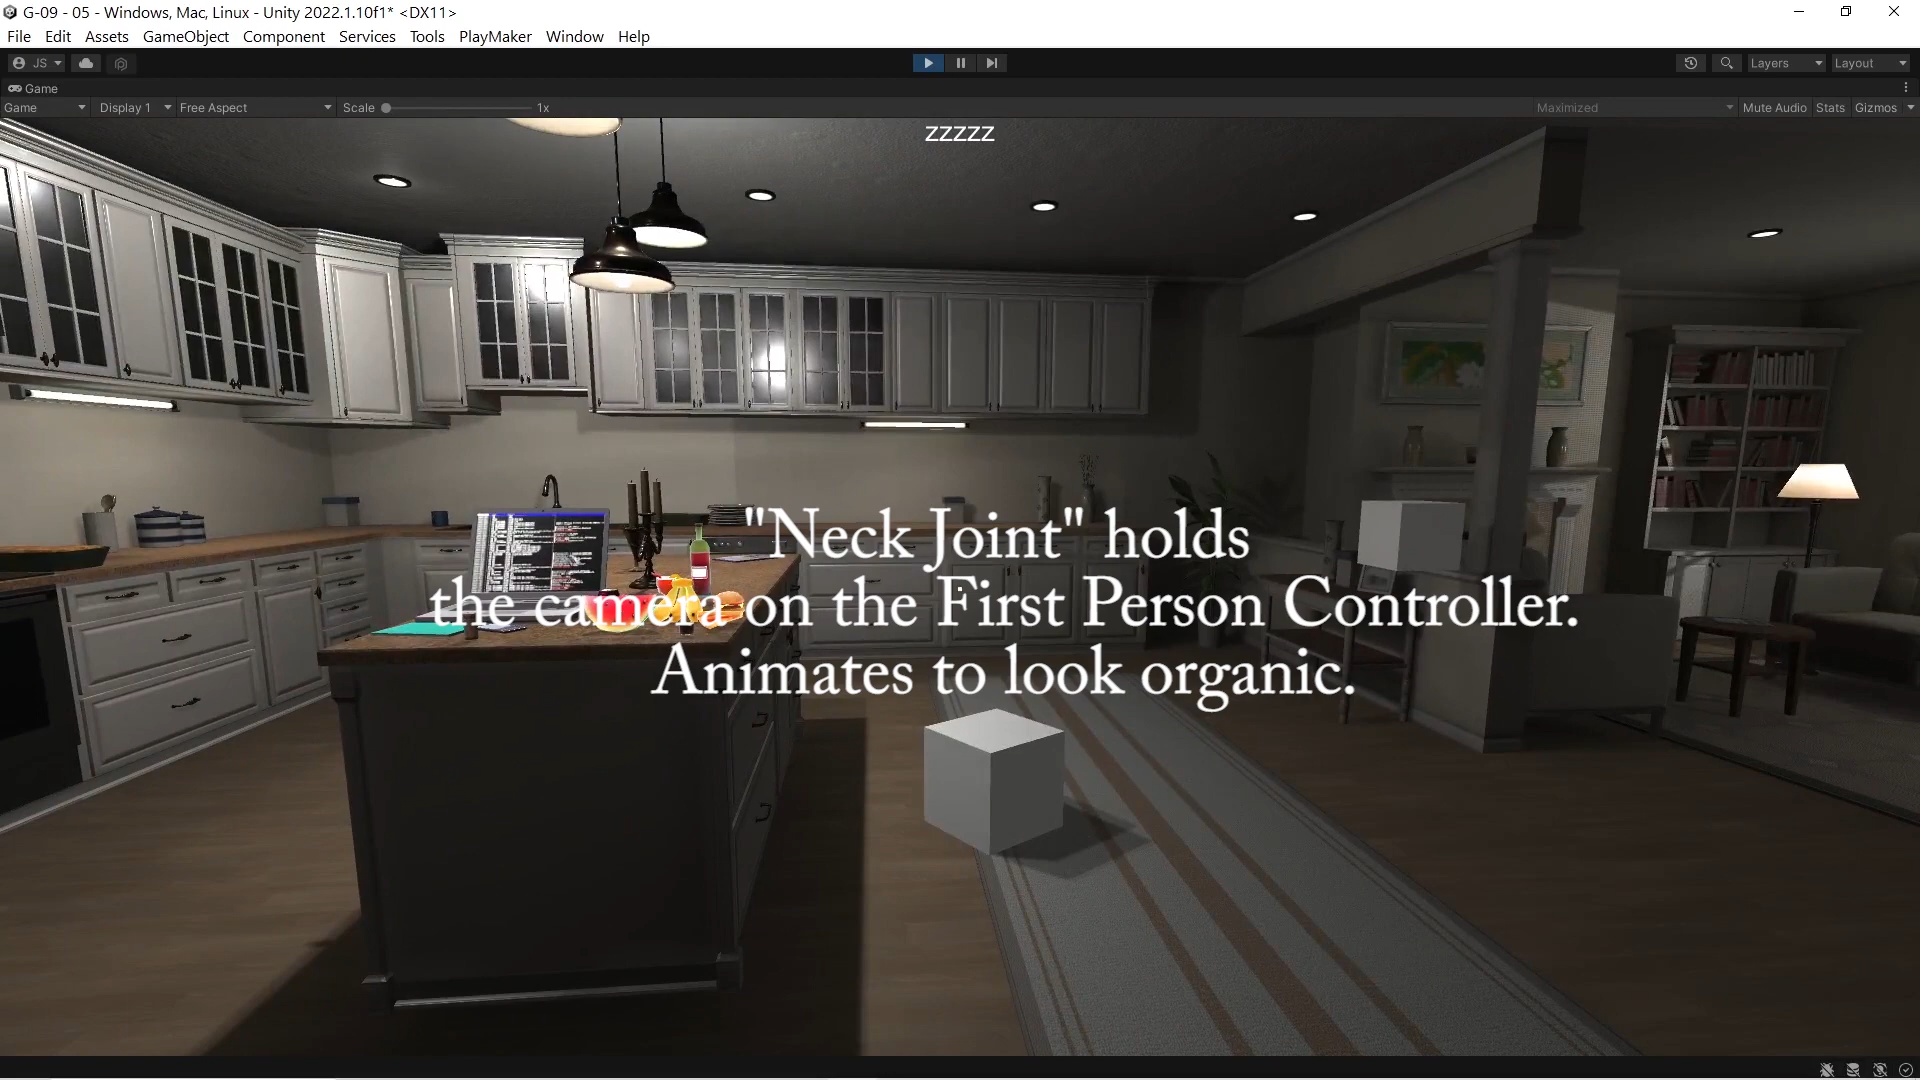 G-09 - 05 - Windows, Mac, Linux - Unity 2022.1.10f1* <DX11>
File Edit Assets GameObject Component Services Tools PlayMaker Window Help
JS Layers Layout
Game
Game Display 1 Free Aspect Scale 1x Maximized Mute Audio Stats Gizmos
zzzzz
"Neck Joint" holds
the camera on the First Person Controller.
Animates to look organic.